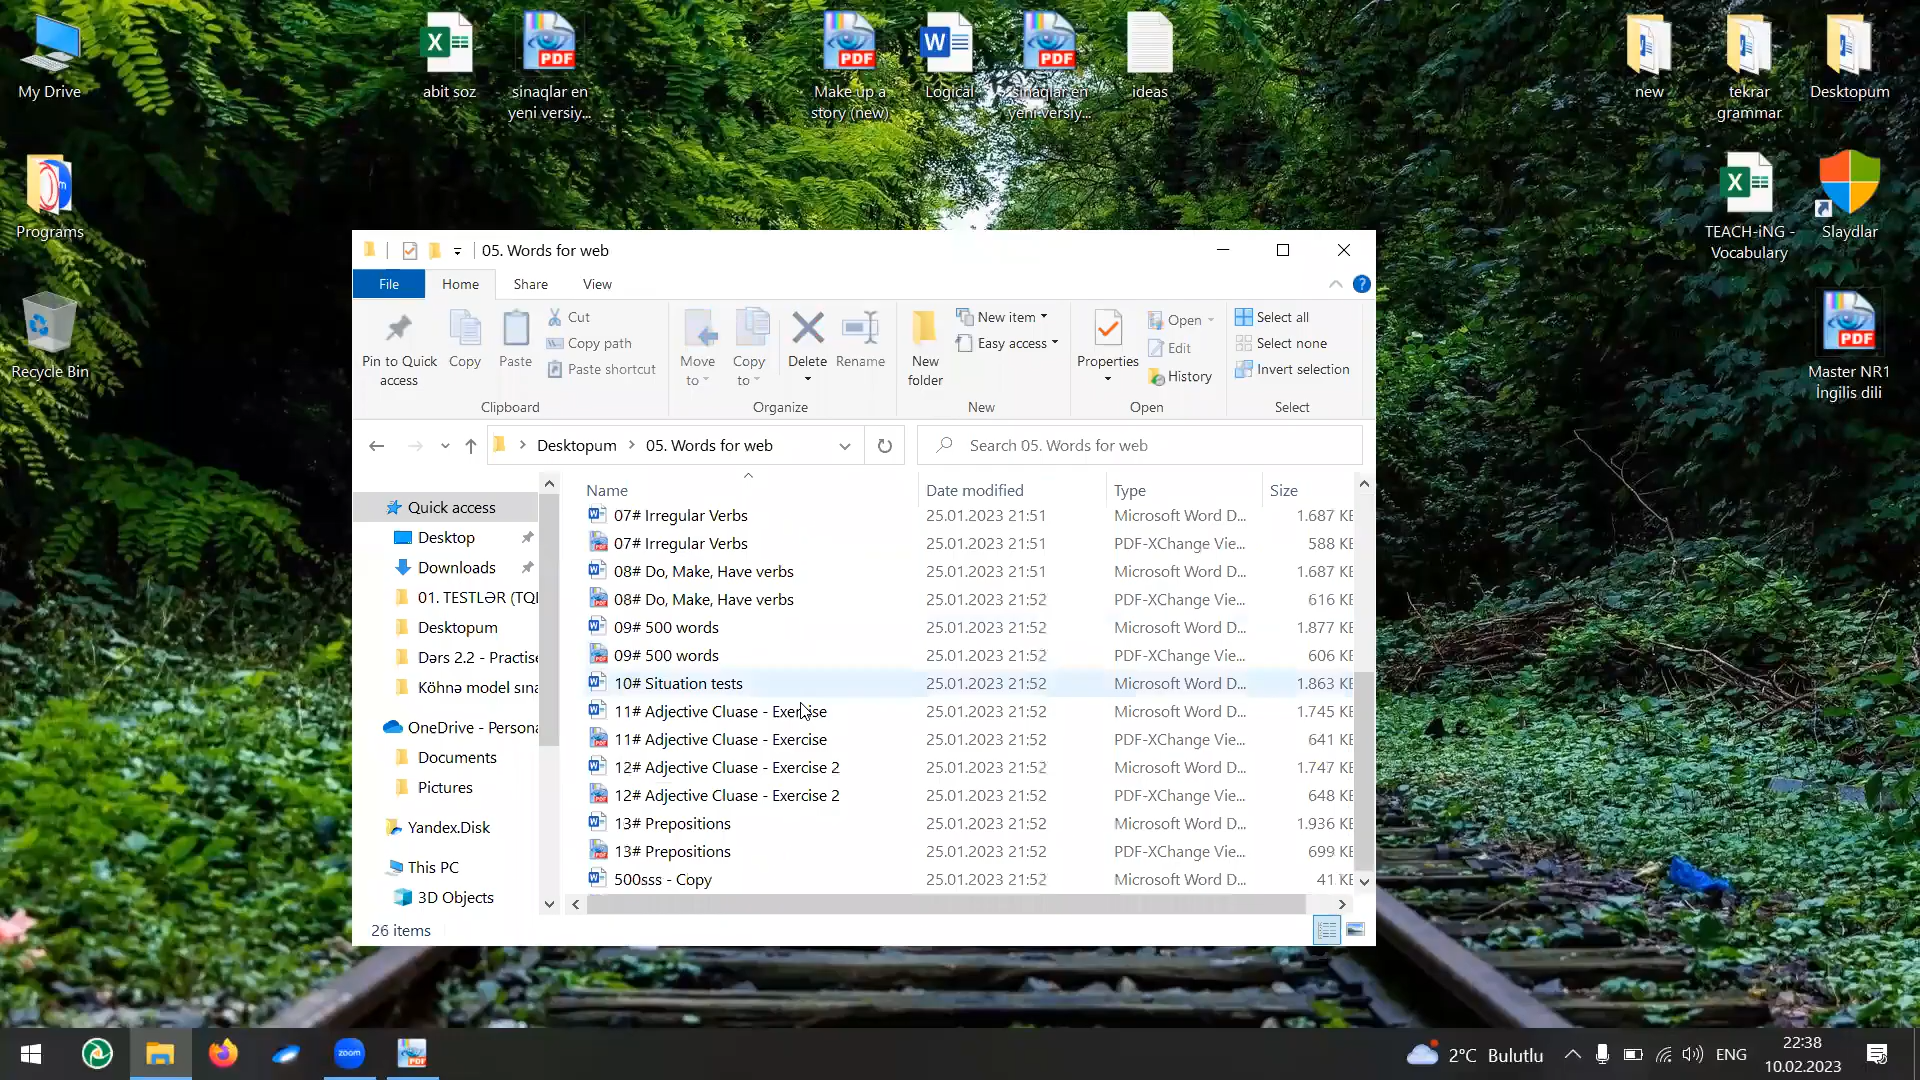 My Drive
abit soz
sinaqlar en
yeni versiy...
Make up a
story (new)
Logical
sinaqlar en
yeni versiy...
ideas
new
tekrar
grammar
Desktopum
Programs
TEACH-iNG -
Vocabulary
Slaydlar
Recycle Bin
Master NR1
İngilis dili
05. Words for web
File
Home
Share
View
Pin to Quick
access
Copy
Paste
Cut
Copy path
Paste shortcut
Clipboard
Move
to
Copy
to
Delete
Rename
Organize
New
folder
New item
Easy access
New
Properties
Open
Edit
History
Open
Select all
Select none
Invert selection
Select
Desktopum
05. Words for web
Search 05. Words for web
Quick access
Desktop
Downloads
01. TESTLƏR (TQI
Desktopum
Dərs 2.2 - Practise
Köhnə model sına
OneDrive - Persona
Documents
Pictures
Yandex.Disk
This PC
3D Objects
Name Date modified Type Size
07# Irregular Verbs 25.01.2023 21:51 Microsoft Word D... 1.687 KB
07# Irregular Verbs 25.01.2023 21:51 PDF-XChange Vie... 588 KB
08# Do, Make, Have verbs 25.01.2023 21:51 Microsoft Word D... 1.687 KB
08# Do, Make, Have verbs 25.01.2023 21:52 PDF-XChange Vie... 616 KB
09# 500 words 25.01.2023 21:52 Microsoft Word D... 1.877 KB
09# 500 words 25.01.2023 21:52 PDF-XChange Vie... 606 KB
10# Situation tests 25.01.2023 21:52 Microsoft Word D... 1.863 KB
11# Adjective Cluase - Exercise 25.01.2023 21:52 Microsoft Word D... 1.745 KB
11# Adjective Cluase - Exercise 25.01.2023 21:52 PDF-XChange Vie... 641 KB
12# Adjective Cluase - Exercise 2 25.01.2023 21:52 Microsoft Word D... 1.747 KB
12# Adjective Cluase - Exercise 2 25.01.2023 21:52 PDF-XChange Vie... 648 KB
13# Prepositions 25.01.2023 21:52 Microsoft Word D... 1.936 KB
13# Prepositions 25.01.2023 21:52 PDF-XChange Vie... 699 KB
500sss - Copy 25.01.2023 21:52 Microsoft Word D... 41 KB
26 items
zoom
2°C Bulutlu
ENG
22:38
10.02.2023